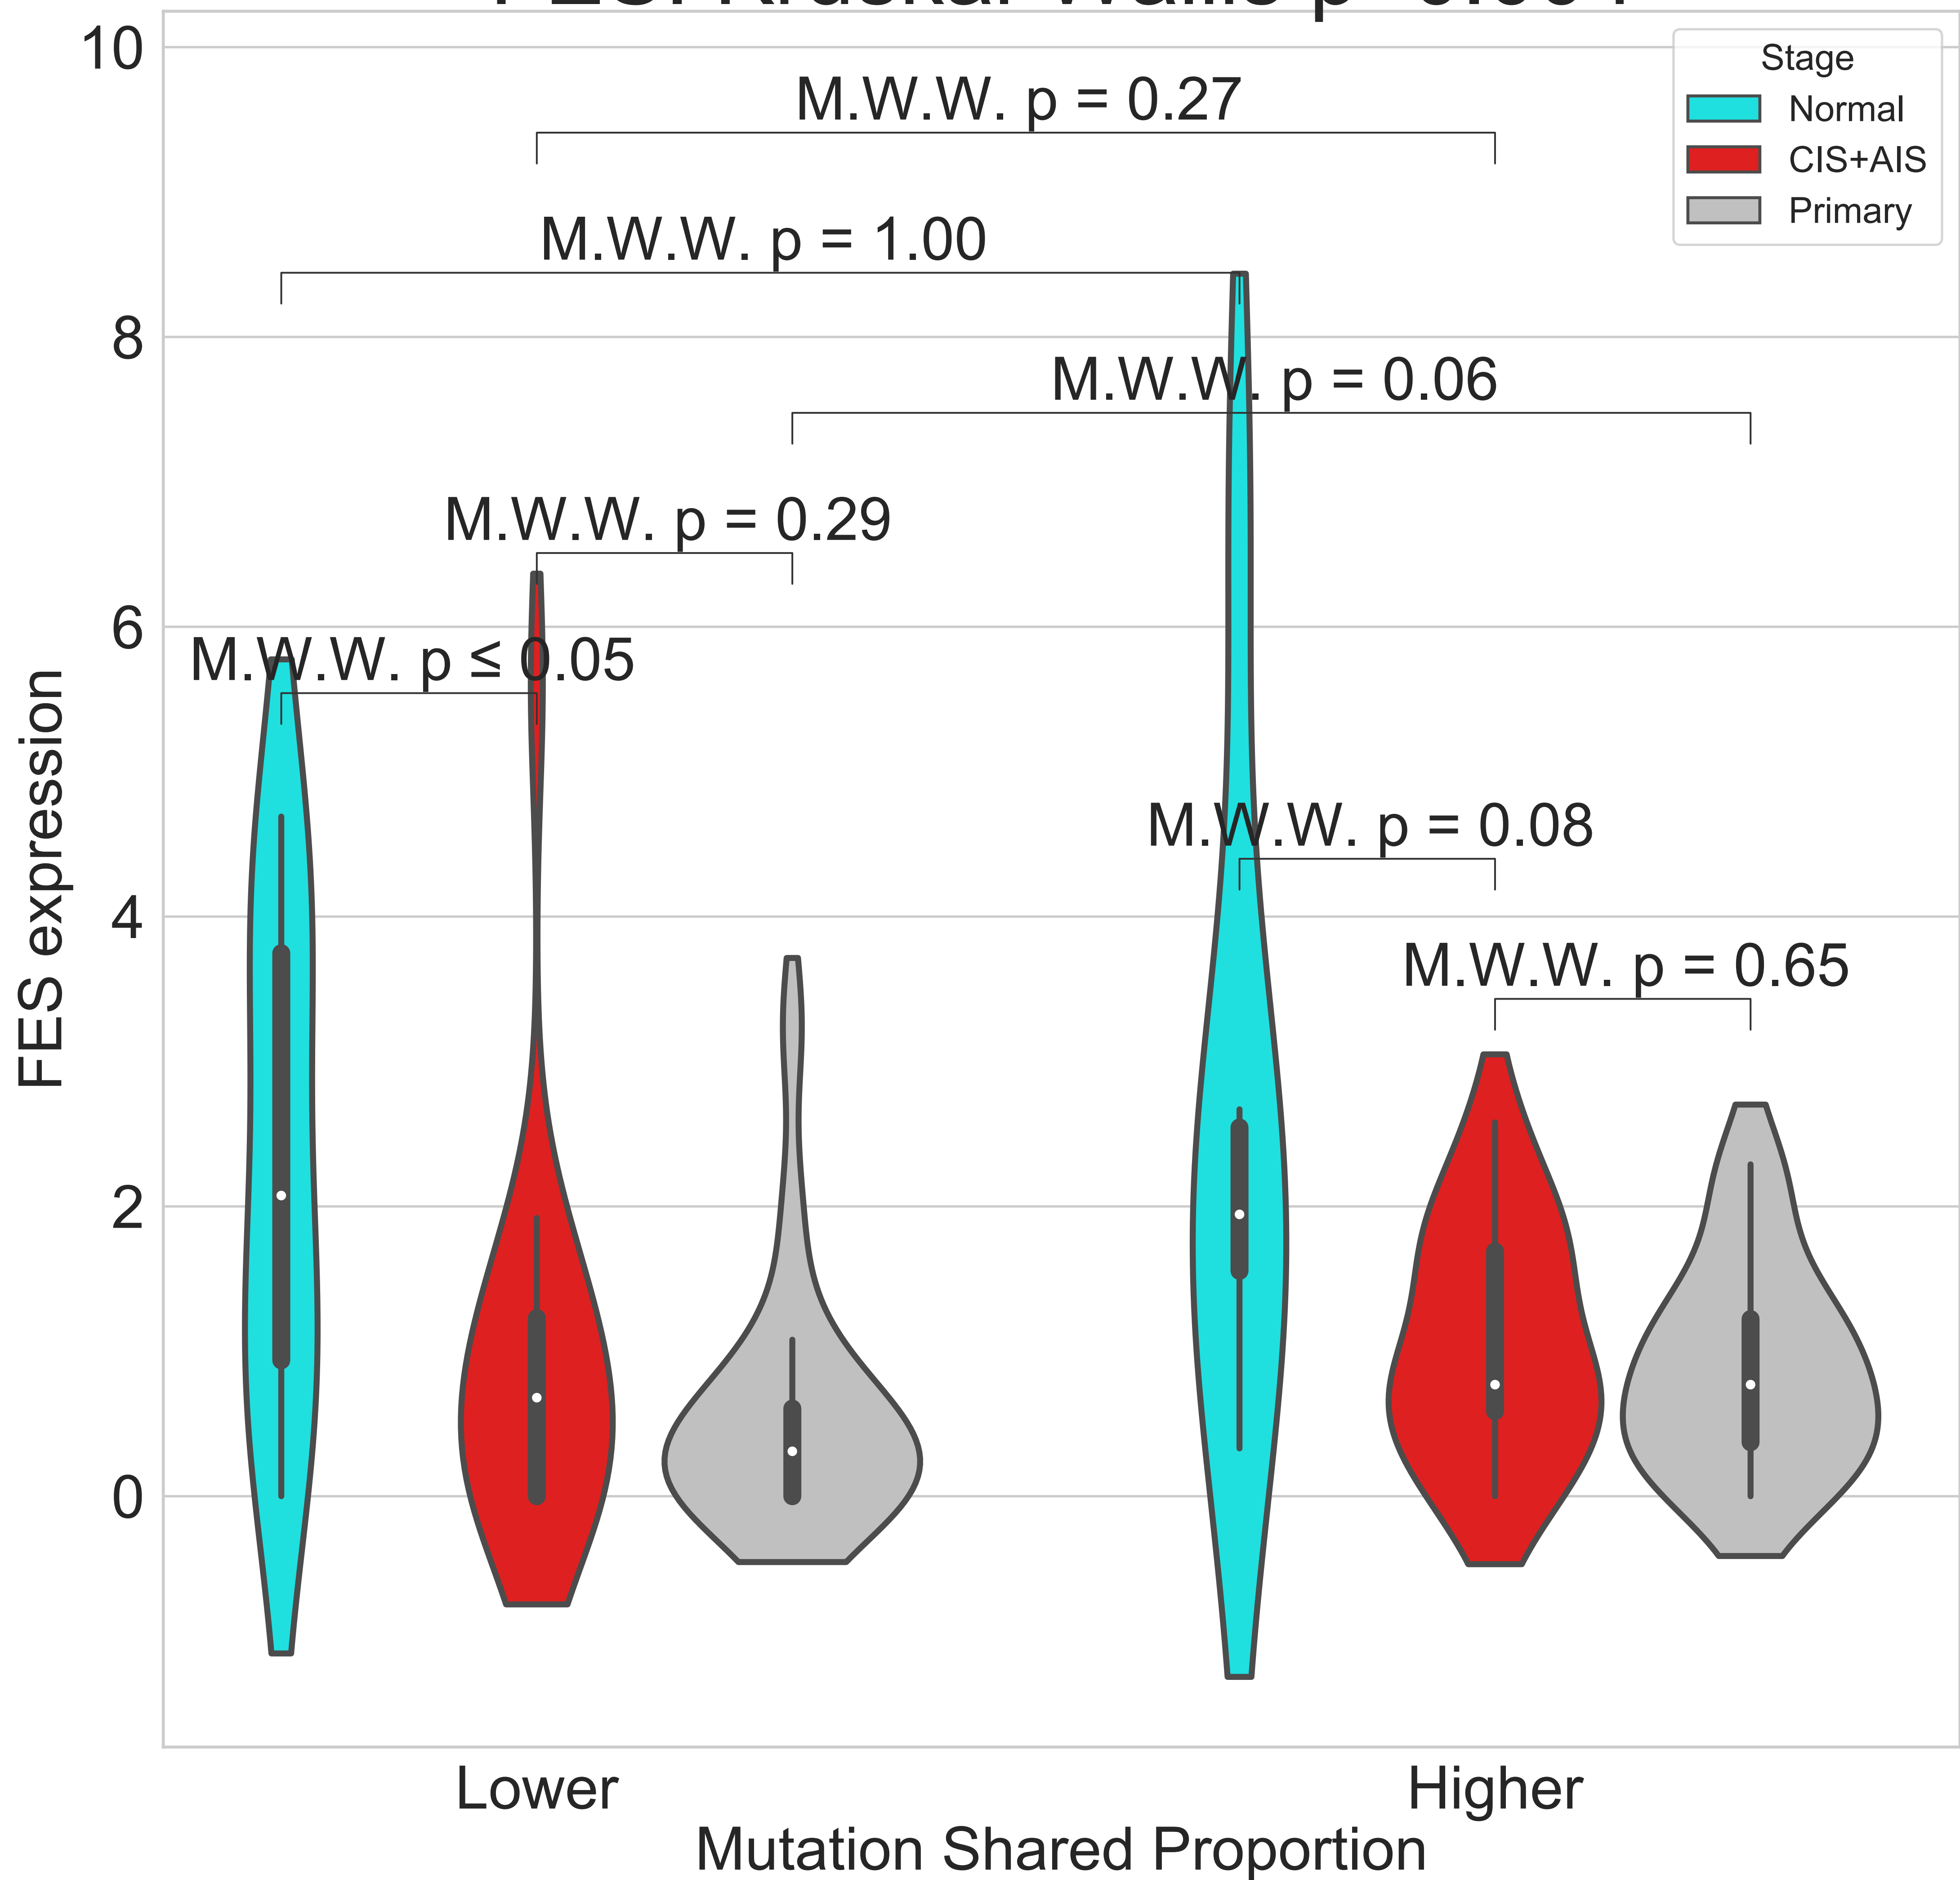 10
8
6
4
2
0
FES expression
M.W.W. p = 0.27
M.W.W. p = 1.00
M.W.W. p = 0.06
M.W.W. p = 0.29
M.W.W. p ≤ 0.05
M.W.W. p = 0.08
M.W.W. p = 0.65
Stage
Normal
CIS+AIS
Primary
Lower
Higher
Mutation Shared Proportion